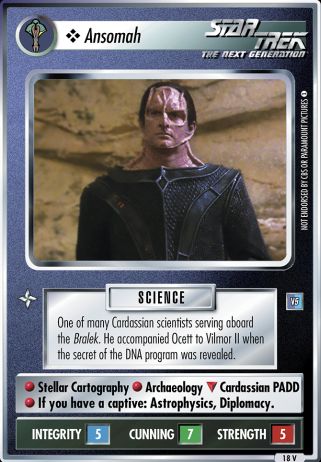 ❖ Ansomah
STAR TREK
THE NEXT GENERATION
NOT ENDORSED BY CBS OR PARAMOUNT PICTURES
SCIENCE
VS
One of many Cardassian scientists serving aboard
the Bralek. He accompanied Ocett to Vilmor II when
the secret of the DNA program was revealed.
● Stellar Cartography ● Archaeology ▼ Cardassian PADD
● If you have a captive: Astrophysics, Diplomacy.
INTEGRITY 5 CUNNING 7 STRENGTH 5
18 V